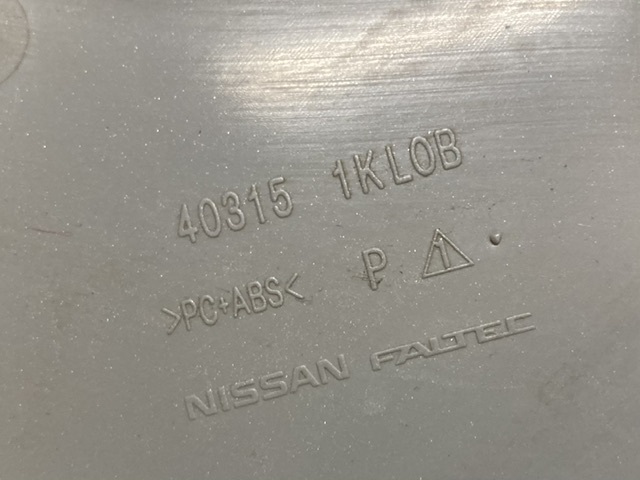 40315 1KL0B
>PC+ABS< P 1
NISSAN FALTEC